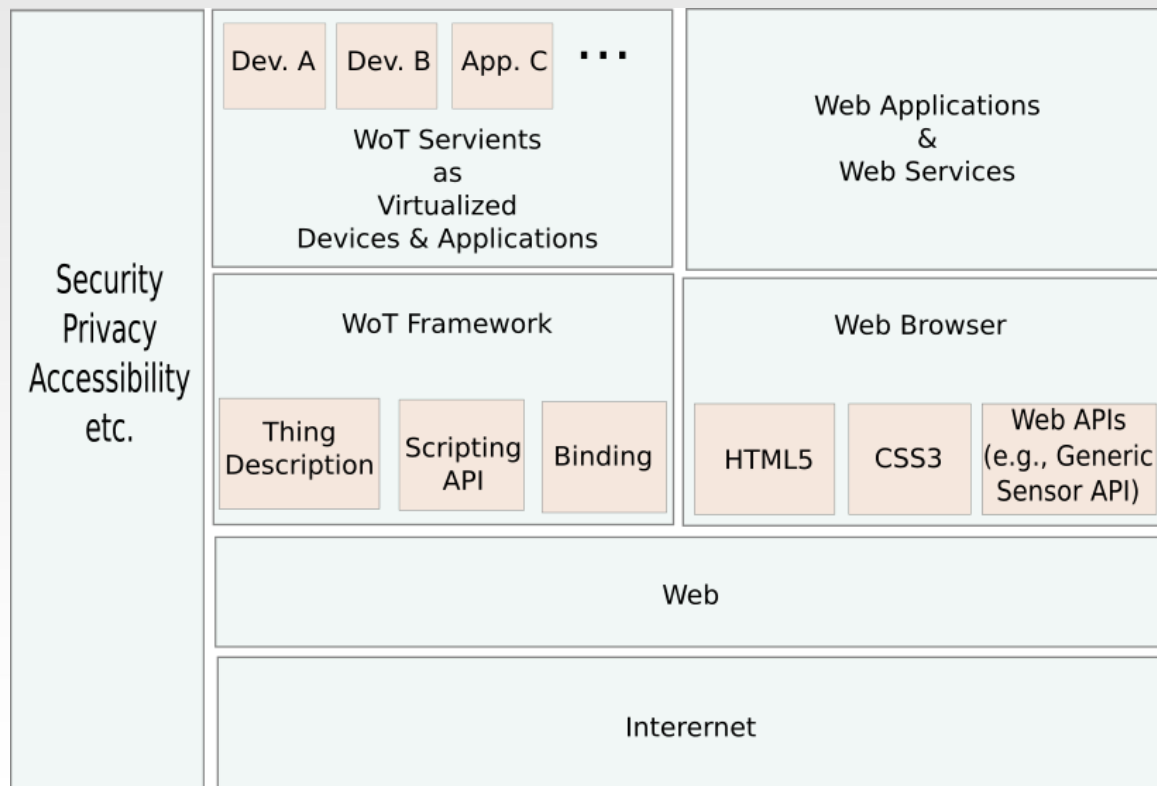 Security
Privacy
Accessibility
etc.
Dev. A
Dev. B
App. C
...
WoT Servients
as
Virtualized
Devices & Applications
Web Applications
&
Web Services
WoT Framework
Thing
Description
Scripting
API
Binding
Web Browser
HTML5
CSS3
Web APIs
(e.g., Generic
Sensor API)
Web
Interernet